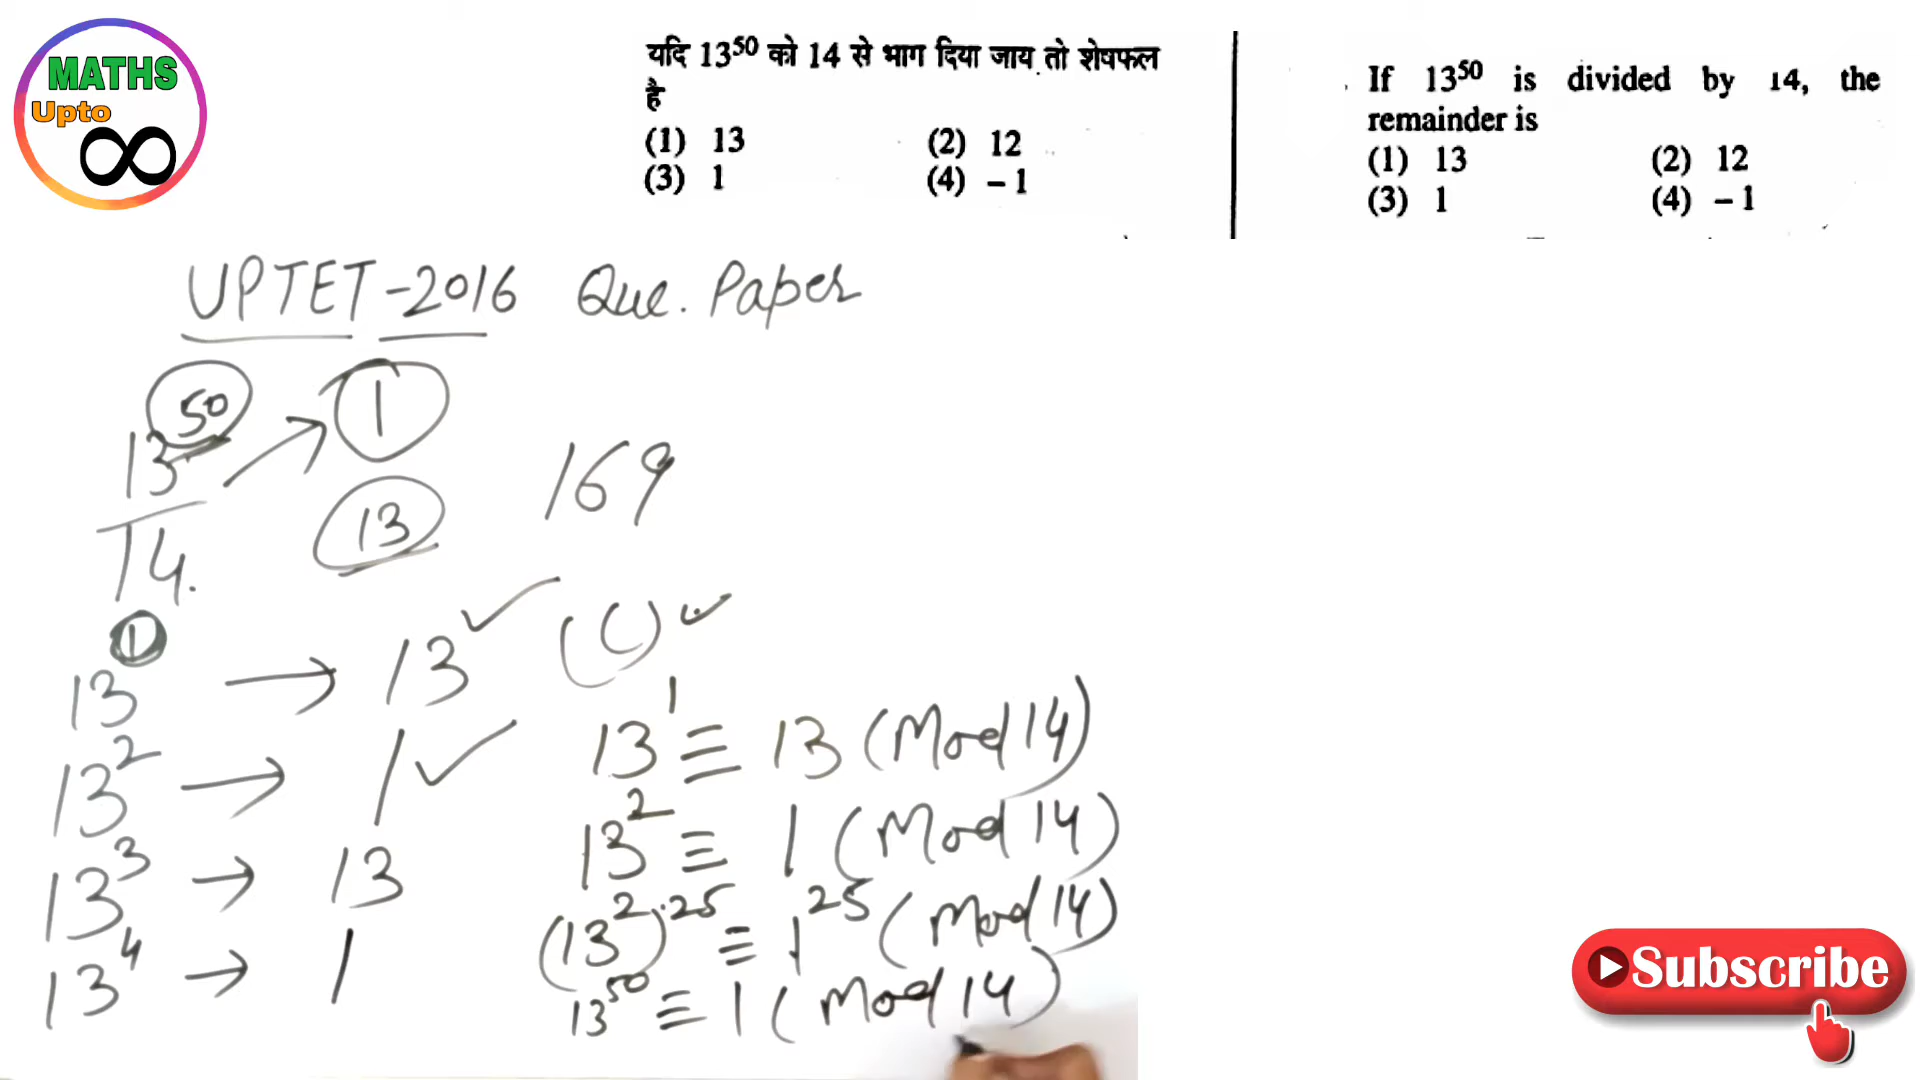 MATHS
Upto
∞
यदि 13⁵⁰ को 14 से भाग दिया जाय तो शेषफल
है
(1) 13 (2) 12
(3) 1 (4) – 1
If 13⁵⁰ is divided by 14, the
remainder is
(1) 13 (2) 12
(3) 1 (4) – 1
UPTET-2016 Que. Paper
13⁵⁰ → 1
14.
13
169
13¹ → 13 ✓ (C) ✓
13² → 1 ✓
13³ → 13
13⁴ → 1
13¹ ≡ 13 (Mod 14)
13² ≡ 1 (Mod 14)
(13²)²⁵ ≡ 1²⁵ (Mod 14)
13⁵⁰ ≡ 1 (Mod 14)
Subscribe